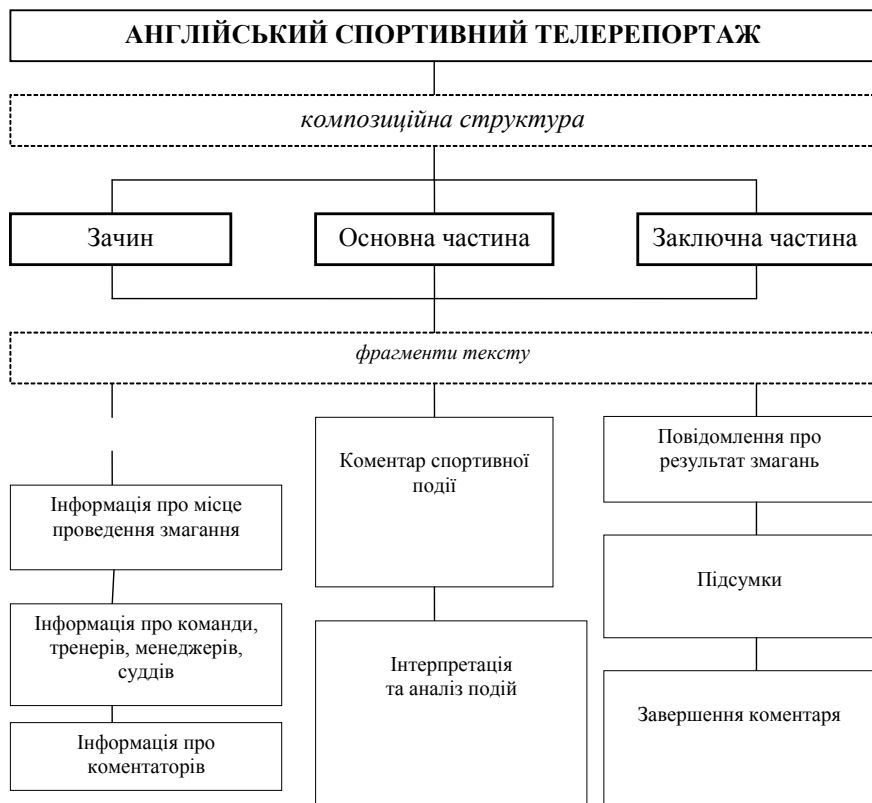 АНГЛІЙСЬКИЙ СПОРТИВНИЙ ТЕЛЕРЕПОРТАЖ
композиційна структура
Зачин
Основна частина
Заключна частина
фрагменти тексту
Інформація про місце
проведення змагання
Інформація про команди,
тренерів, менеджерів,
суддів
Інформація про
коментаторів
Коментар спортивної
події
Інтерпретація
та аналіз подій
Повідомлення про
результат змагань
Підсумки
Завершення коментаря